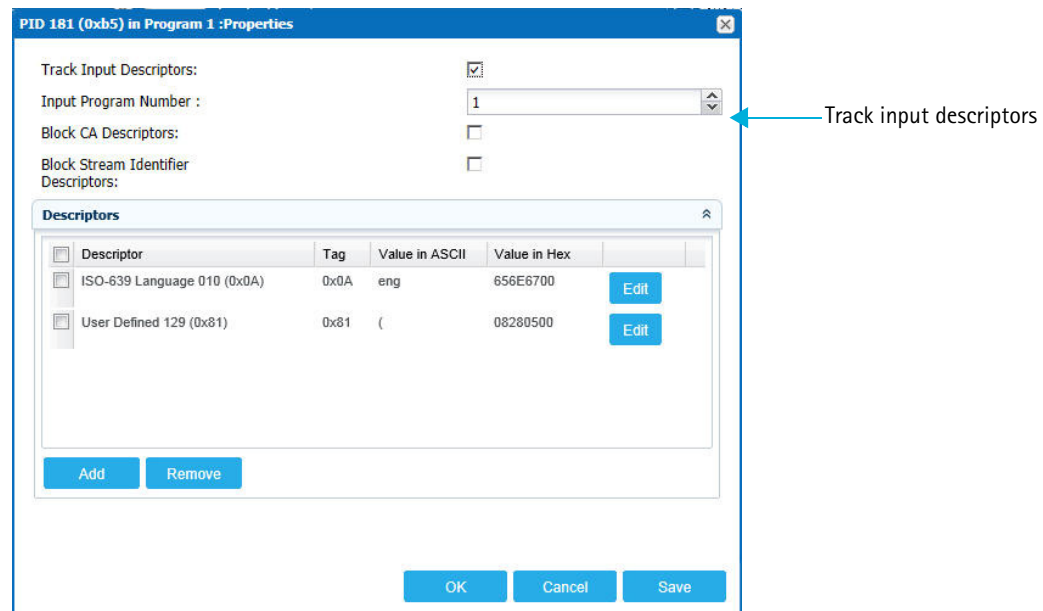 PID 181 (0xb5) in Program 1 :Properties
Track Input Descriptors:
Input Program Number : 1
Track input descriptors
Block CA Descriptors:
Block Stream Identifier
Descriptors:
Descriptors
Descriptor Tag Value in ASCII Value in Hex
ISO-639 Language 010 (0x0A) 0x0A eng 656E6700 Edit
User Defined 129 (0x81) 0x81 ( 08280500 Edit
Add Remove
OK Cancel Save